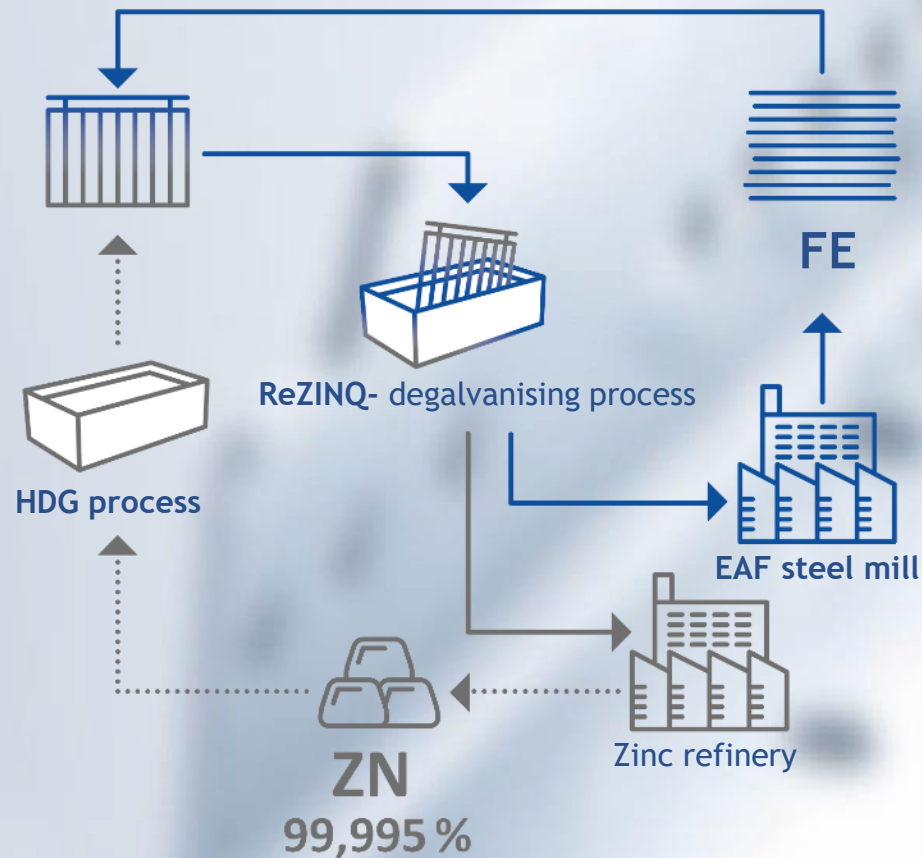 FE
ReZINQ- degalvanising process
HDG process
EAF steel mill
Zinc refinery
ZN
99,995 %